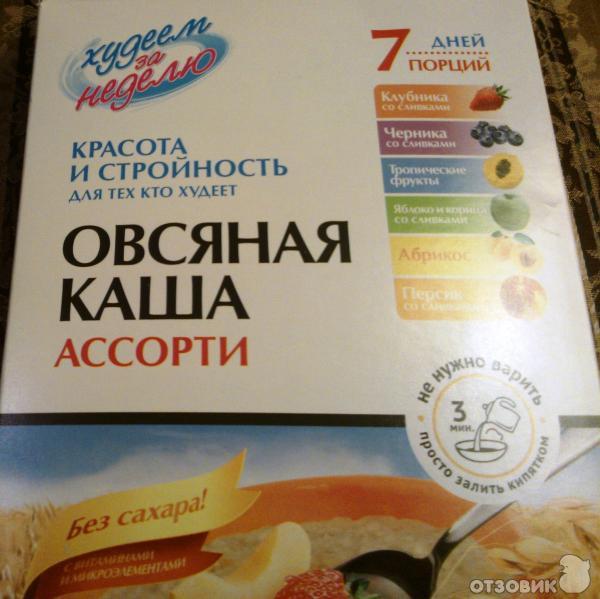 худеем
за
неделю
7 ДНЕЙ
ПОРЦИЙ
КРАСОТА
И СТРОЙНОСТЬ
ДЛЯ ТЕХ КТО ХУДЕЕТ
ОВСЯНАЯ
КАША
АССОРТИ
Клубника
со сливками
Черника
со сливками
Тропические
фрукты
Яблоко и корица
со сливками
Абрикос
Персик
со сливками
не нужно варить
3
мин.
просто залить кипятком
Без сахара!
С ВИТАМИНАМИ
И МИКРОЭЛЕМЕНТАМИ
ОТЗОВИК